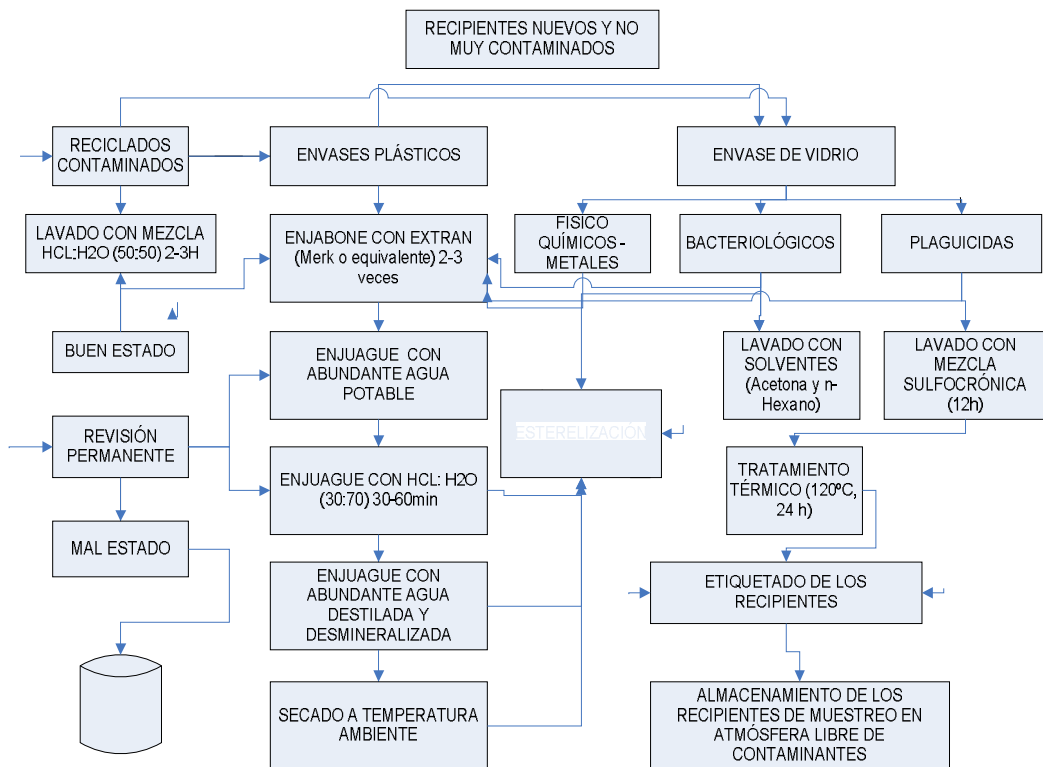 RECIPIENTES NUEVOS Y NO
MUY CONTAMINADOS
RECICLADOS
CONTAMINADOS
ENVASES PLÁSTICOS
ENVASE DE VIDRIO
LAVADO CON MEZCLA
HCL:H2O (50:50) 2-3H
ENJABONE CON EXTRAN
(Merk o equivalente) 2-3
veces
FISICO
QUÍMICOS -
METALES
BACTERIOLÓGICOS
PLAGUICIDAS
BUEN ESTADO
ENJUAGUE CON
ABUNDANTE AGUA
POTABLE
LAVADO CON
SOLVENTES
(Acetona y n-
Hexano)
LAVADO CON
MEZCLA
SULFOCRÓNICA
(12h)
REVISIÓN
PERMANENTE
ESTERELIZACIÓN
ENJUAGUE CON HCL: H2O
(30:70) 30-60min
TRATAMIENTO
TÉRMICO (120ºC,
24 h)
MAL ESTADO
ENJUAGUE CON
ABUNDANTE AGUA
DESTILADA Y
DESMINERALIZADA
ETIQUETADO DE LOS
RECIPIENTES
SECADO A TEMPERATURA
AMBIENTE
ALMACENAMIENTO DE LOS
RECIPIENTES DE MUESTREO EN
ATMÓSFERA LIBRE DE
CONTAMINANTES